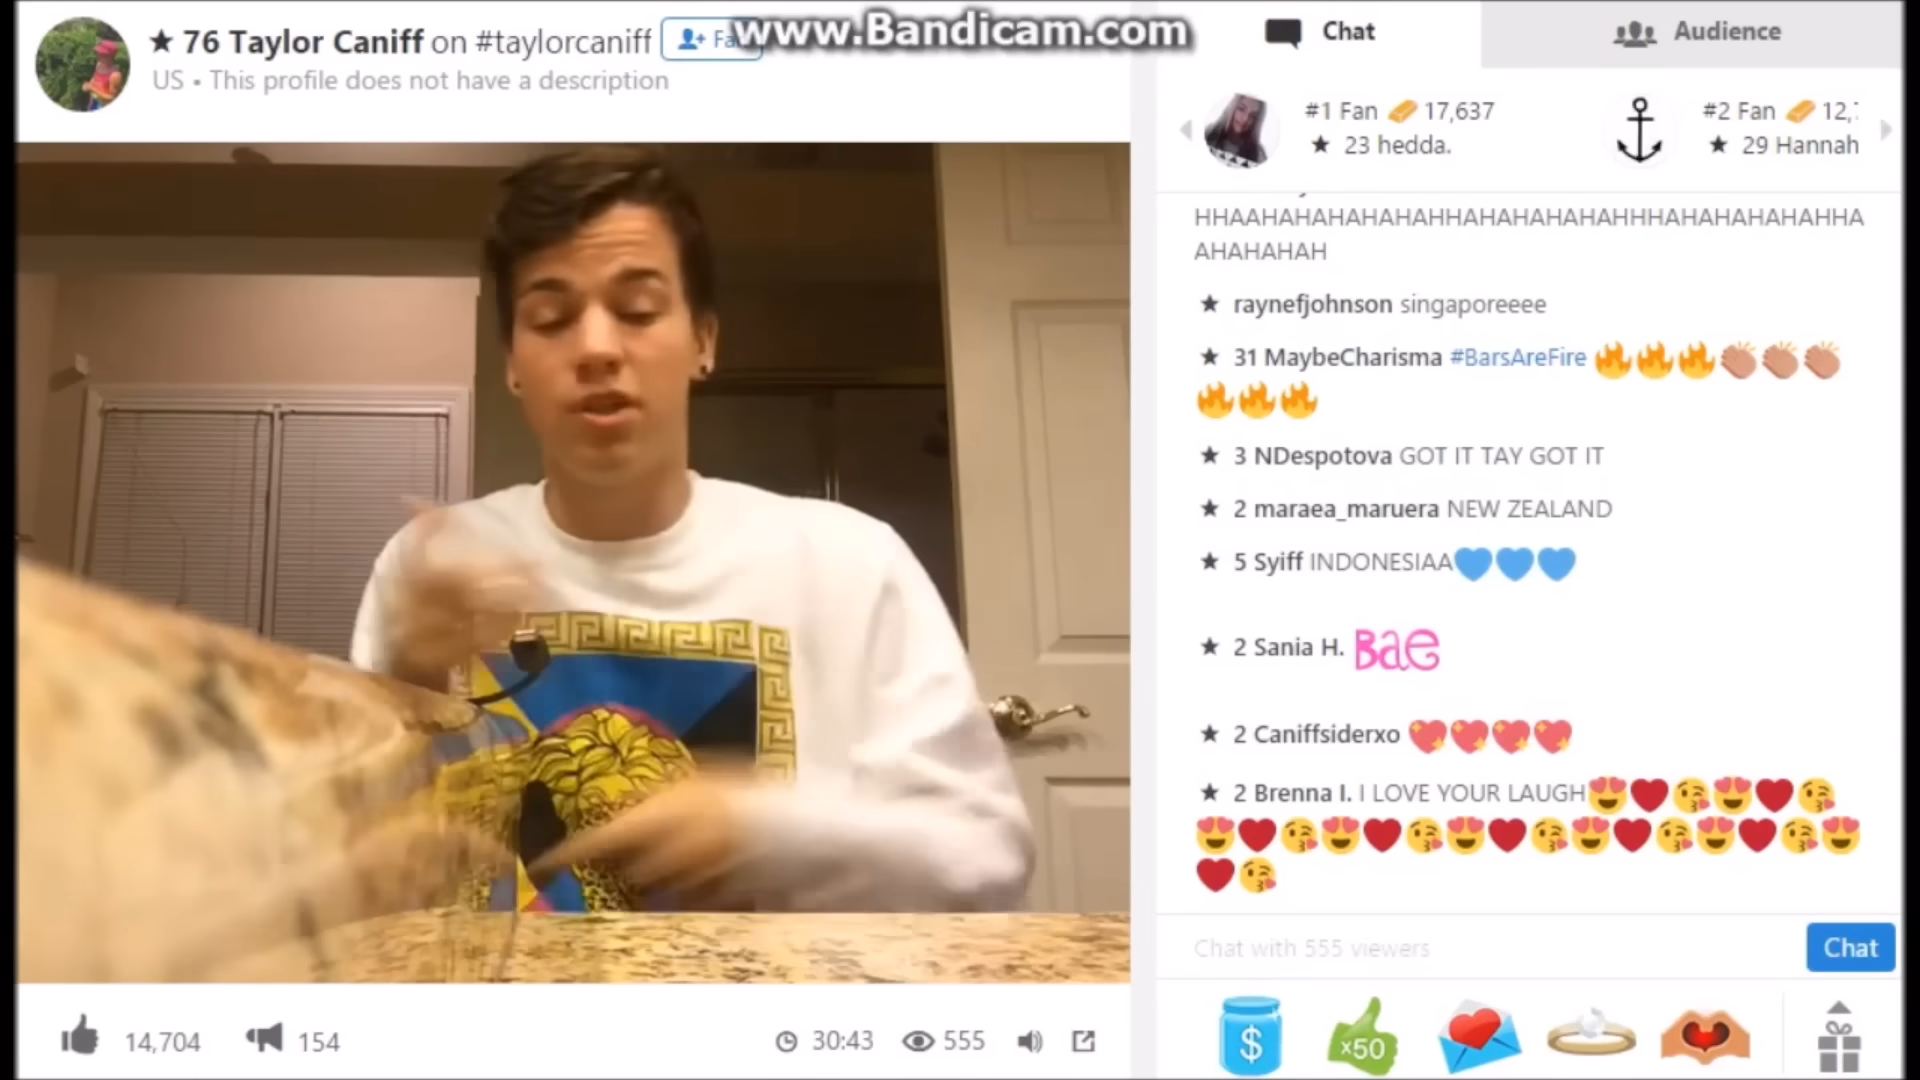 ★ 76 Taylor Caniff on #taylorcaniff
US • This profile does not have a description
www.Bandicam.com
Chat
Audience
#1 Fan 17,637
★ 23 hedda.
#2 Fan 12,
★ 29 Hannah
HHAAHAHAHAHAHAHHAHAHAHAHAHHHAHAHAHAHAHHA
AHAHAHAH
★ raynefjohnson singaporeeee
★ 31 MaybeCharisma #BarsAreFire 🔥🔥🔥👏👏👏
🔥🔥🔥
★ 3 NDespotova GOT IT TAY GOT IT
★ 2 maraea_maruera NEW ZEALAND
★ 5 Syiff INDONESIAA💙💙💙
★ 2 Sania H. Bae
★ 2 Caniffsiderxo 💖💖💖💖
★ 2 Brenna I. I LOVE YOUR LAUGH😍❤😘😍❤😘
😍❤😘😍❤😘😍❤😘😍❤😘😍❤😘😍
❤😘
Chat with 555 viewers
Chat
14,704
154
30:43
555
$
x50